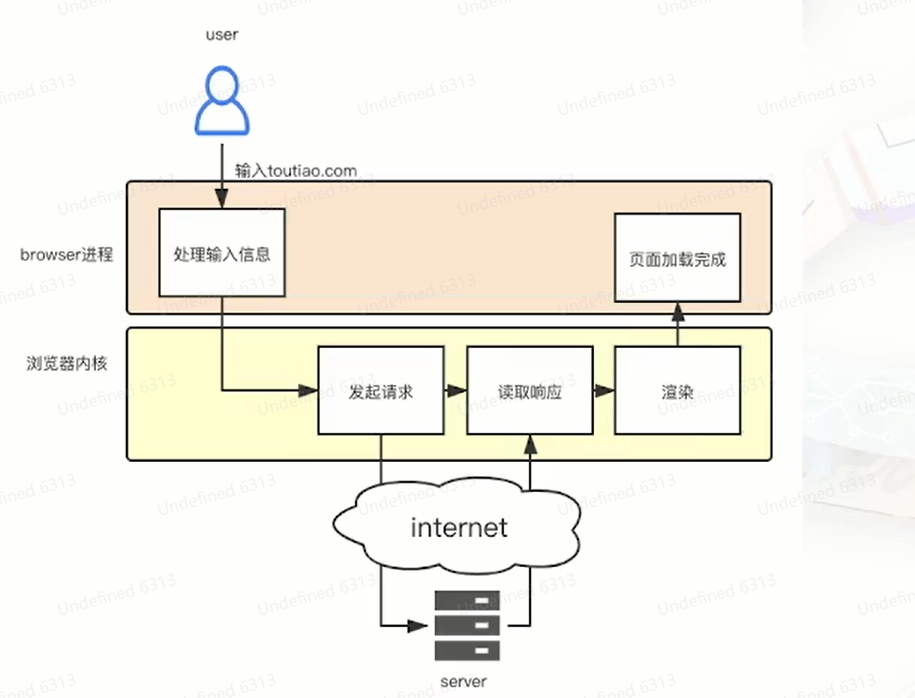 user
输入toutiao.com
browser进程
处理输入信息
页面加载完成
浏览器内核
发起请求
读取响应
渲染
internet
server
Undefined 6313